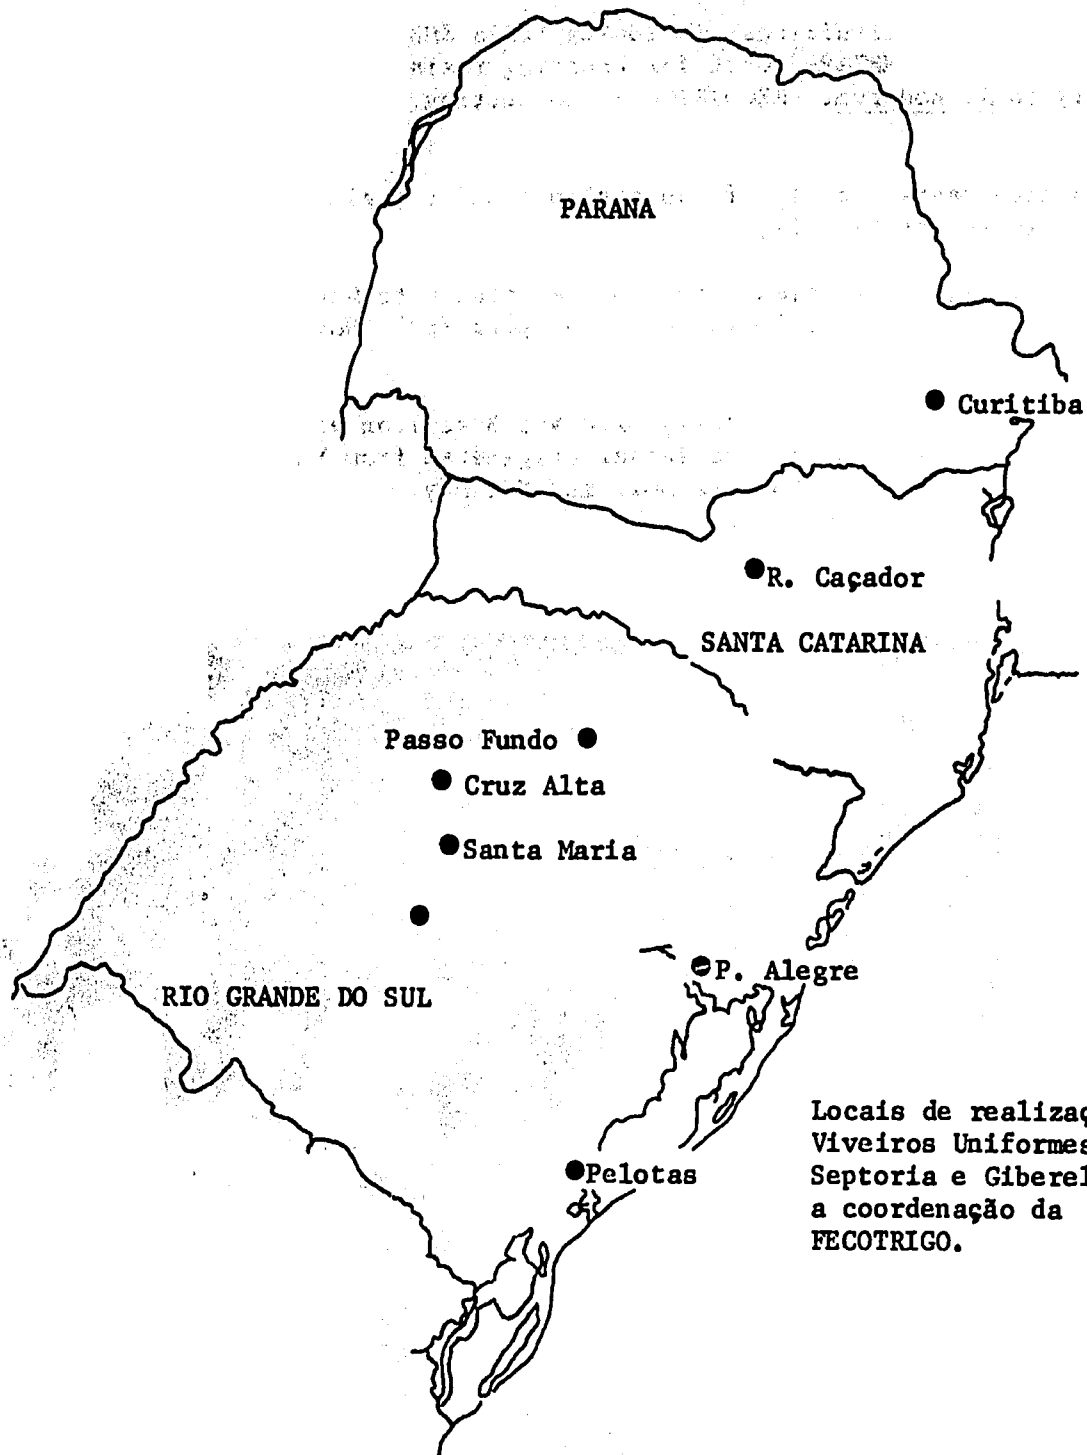 PARANA
Curitiba
R. Caçador
SANTA CATARINA
Passo Fundo
Cruz Alta
Santa Maria
P. Alegre
RIO GRANDE DO SUL
Pelotas
Locais de realizaç
Viveiros Uniformes
Septoria e Giberel
a coordenação da
FECOTRIGO.